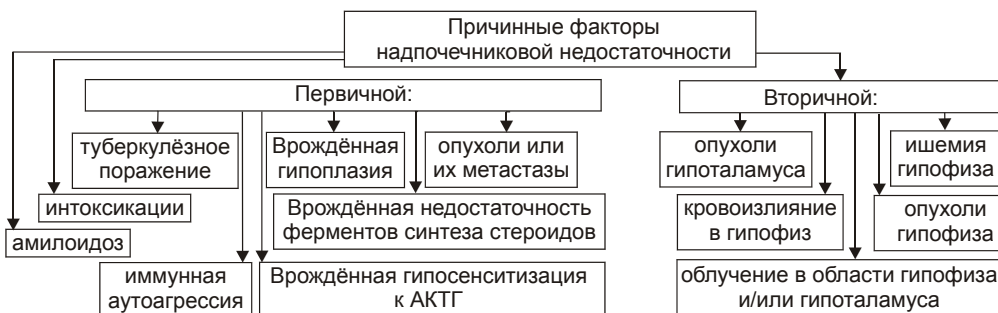 Причинные факторы
надпочечниковой недостаточности
Первичной:
Вторичной:
туберкулёзное
поражение
Врождённая
гипоплазия
опухоли или
их метастазы
опухоли
гипоталамуса
ишемия
гипофиза
интоксикации
Врождённая недостаточность
ферментов синтеза стероидов
кровоизлияние
в гипофиз
опухоли
гипофиза
амилоидоз
иммунная
аутоагрессия
Врождённая гипосенситизация
к АКТГ
облучение в области гипофиза
и/или гипоталамуса